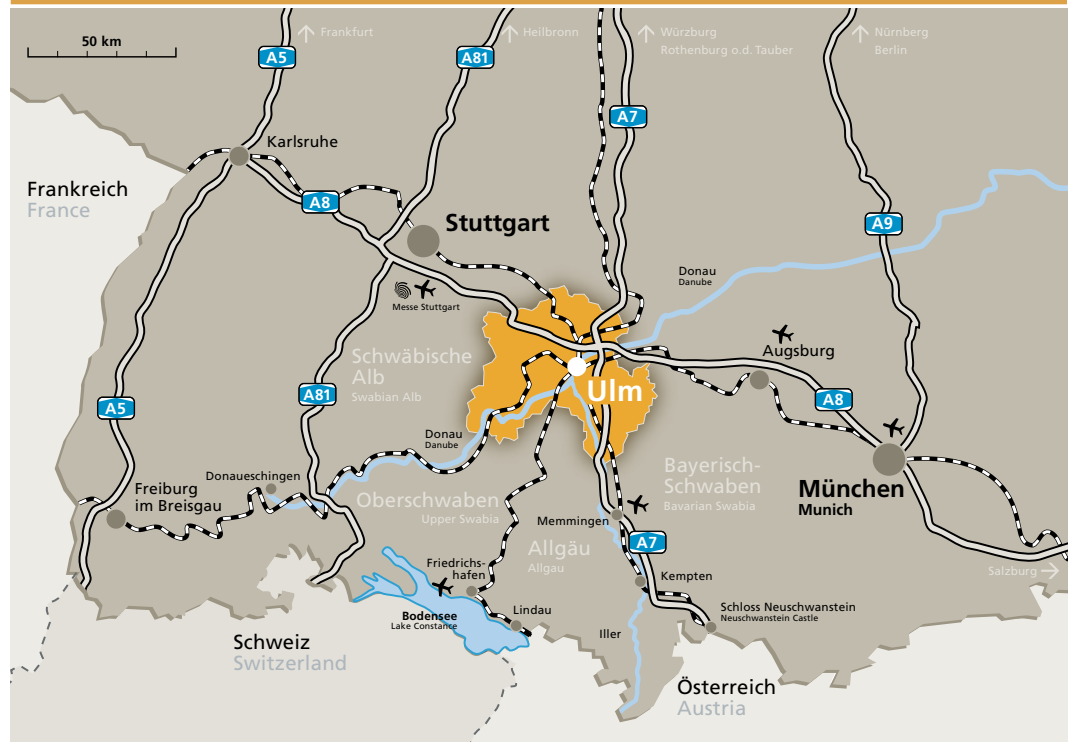 50 km
A5
Frankfurt
A81
Heilbronn
Würzburg
Rothenburg o.d. Tauber
Nürnberg
Berlin
A7
Karlsruhe
Frankreich
France
A8
Stuttgart
A9
Donau
Danube
Messe Stuttgart
Schwäbische
Alb
Swabian Alb
Augsburg
A5
A81
Ulm
A8
Donau
Danube
Donaueschingen
Freiburg
im Breisgau
Oberschwaben
Upper Swabia
Bayerisch-
Schwaben
Bavarian Swabia
München
Munich
Memmingen
A7
Allgäu
Allgau
Friedrichs-
hafen
Kempten
Salzburg
Bodensee
Lake Constance
Lindau
Schloss Neuschwanstein
Neuschwanstein Castle
Iller
Schweiz
Switzerland
Österreich
Austria